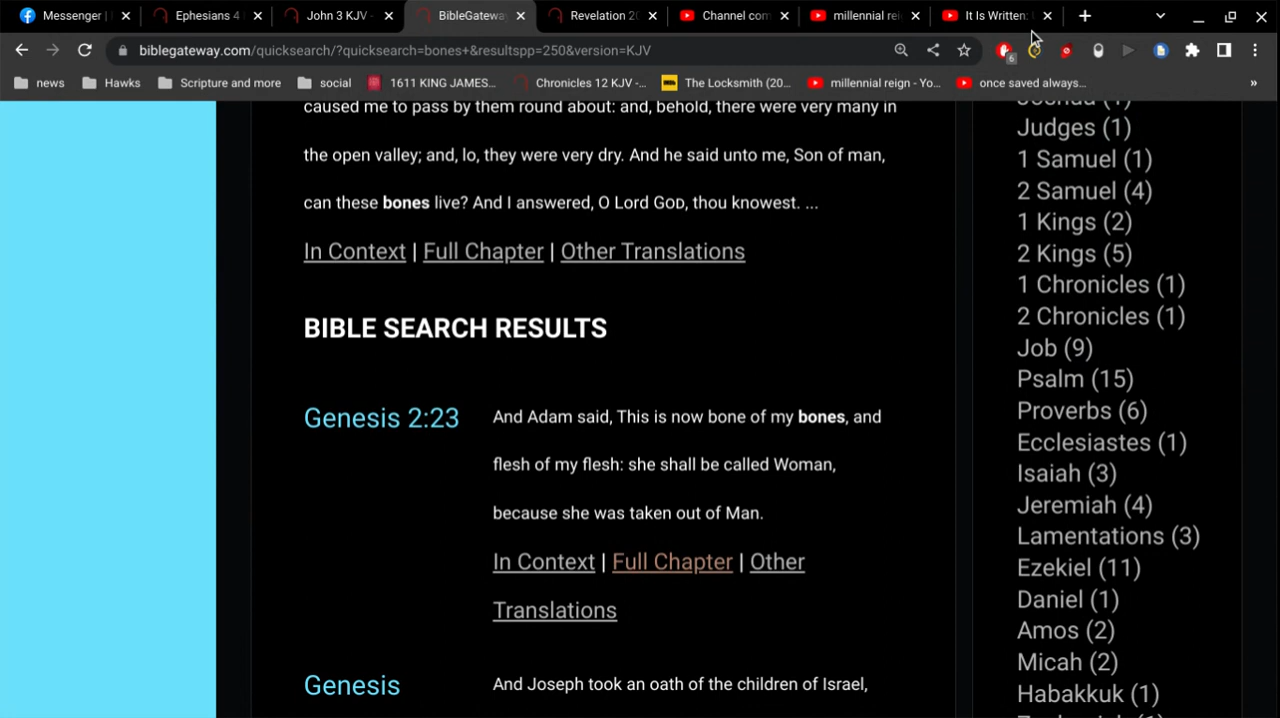 Messenger |
Ephesians 4
John 3 KJV -
BibleGateway
Revelation 20
Channel com
millennial rei
It Is Written:
biblegateway.com/quicksearch/?quicksearch=bones+&resultspp=250&version=KJV
6
news
Hawks
Scripture and more
social
1611 KING JAMES...
Chronicles 12 KJV -...
The Locksmith (20...
millennial reign - Yo...
once saved always...
»
caused me to pass by them round about: and, behold, there were very many in
the open valley; and, lo, they were very dry. And he said unto me, Son of man,
can these bones live? And I answered, O Lord God, thou knowest. ...
In Context | Full Chapter | Other Translations
BIBLE SEARCH RESULTS
Genesis 2:23
And Adam said, This is now bone of my bones, and
flesh of my flesh: she shall be called Woman,
because she was taken out of Man.
In Context | Full Chapter | Other
Translations
Genesis
And Joseph took an oath of the children of Israel,
Joshua (1)
Judges (1)
1 Samuel (1)
2 Samuel (4)
1 Kings (2)
2 Kings (5)
1 Chronicles (1)
2 Chronicles (1)
Job (9)
Psalm (15)
Proverbs (6)
Ecclesiastes (1)
Isaiah (3)
Jeremiah (4)
Lamentations (3)
Ezekiel (11)
Daniel (1)
Amos (2)
Micah (2)
Habakkuk (1)